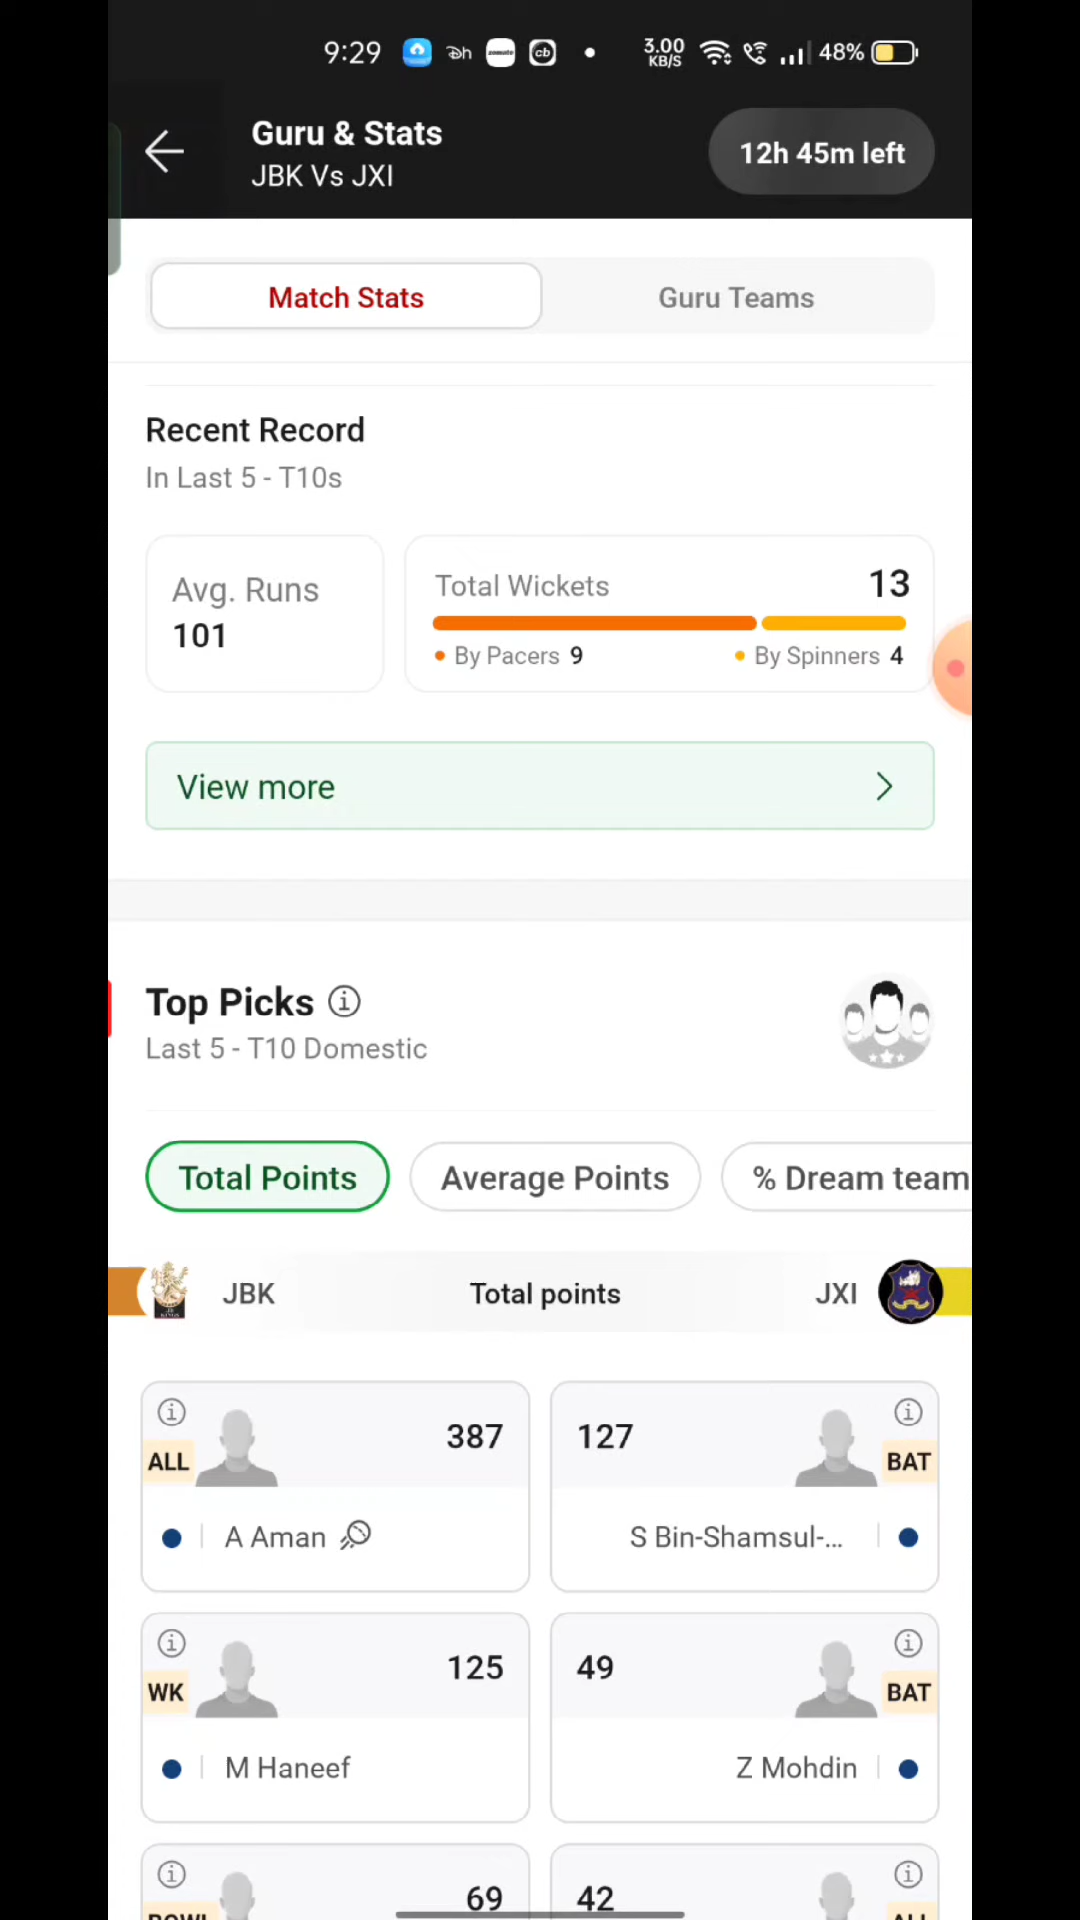 9:29 Dh zomato cb 3.00 KB/S 48%
Guru & Stats
JBK Vs JXI
12h 45m left
Match Stats
Guru Teams
Recent Record
In Last 5 - T10s
Avg. Runs
101
Total Wickets 13
By Pacers 9
By Spinners 4
View more
Top Picks
Last 5 - T10 Domestic
Total Points
Average Points
% Dream team
JBK Total points JXI
ALL 387
A Aman
127 BAT
S Bin-Shamsul-...
WK 125
M Haneef
49 BAT
Z Mohdin
69
42